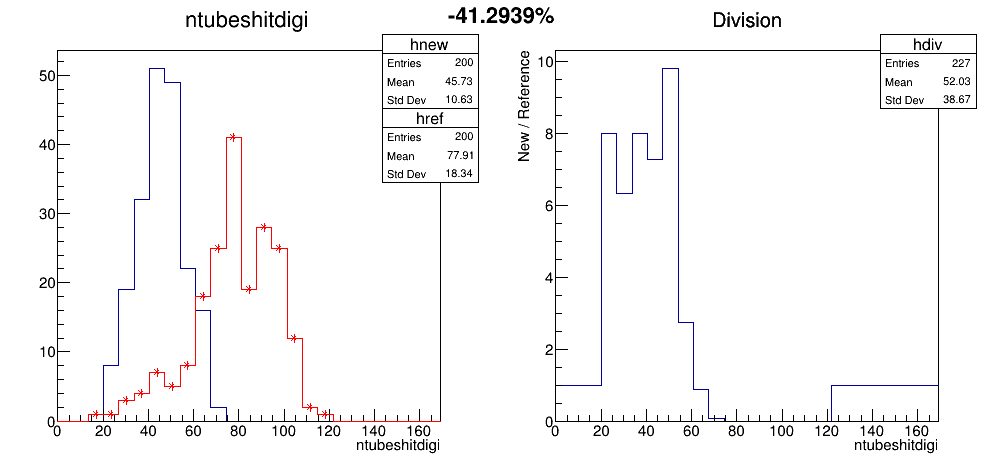 -41.2939%
ntubeshitdigi
hnew
Entries 200
Mean 45.73
Std Dev 10.63
href
Entries 200
Mean 77.91
Std Dev 18.34
50
40
30
20
10
0
0 20 40 60 80 100 120 140 160
ntubeshitdigi
Division
hdiv
Entries 227
Mean 52.03
Std Dev 38.67
New / Reference
10
8
6
4
2
0
0 20 40 60 80 100 120 140 160
ntubeshitdigi